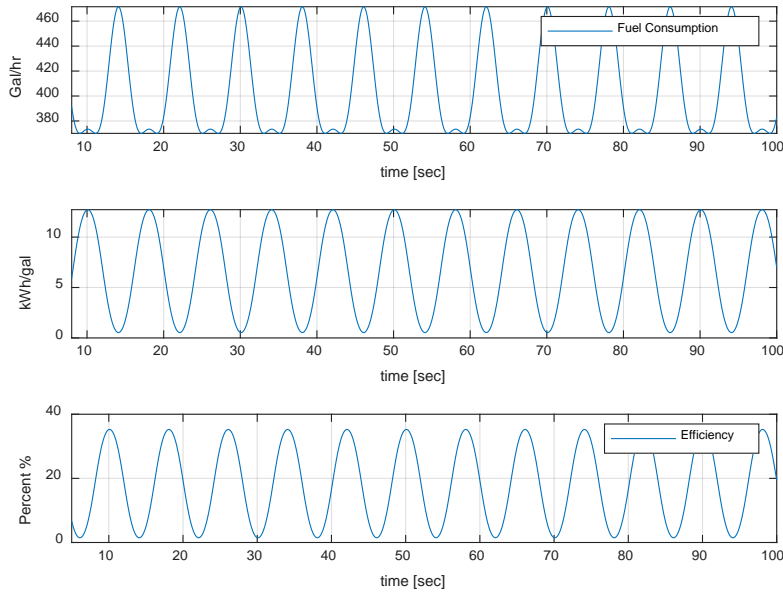 460
440
420
400
380
Gal/hr
Fuel Consumption
10 20 30 40 50 60 70 80 90 100
time [sec]
10
5
0
kWh/gal
10 20 30 40 50 60 70 80 90 100
time [sec]
40
20
0
Percent %
Efficiency
10 20 30 40 50 60 70 80 90 100
time [sec]